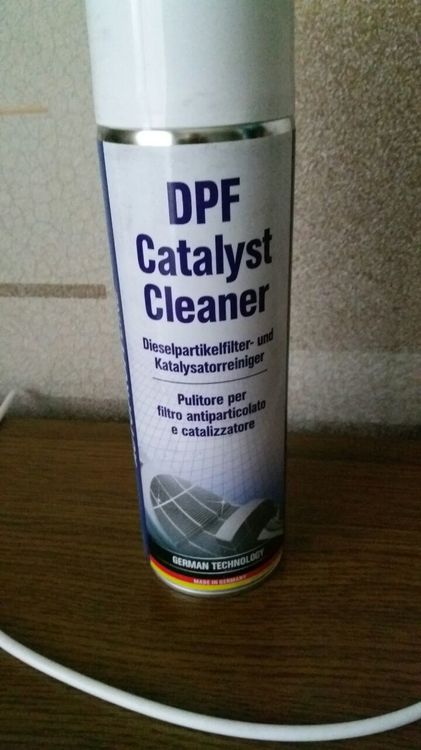 DPF
Catalyst
Cleaner
Dieselpartikelfilter- und
Katalysatorreiniger
Pulitore per
filtro antiparticolato
e catalizzatore
GERMAN TECHNOLOGY
MADE IN GERMANY